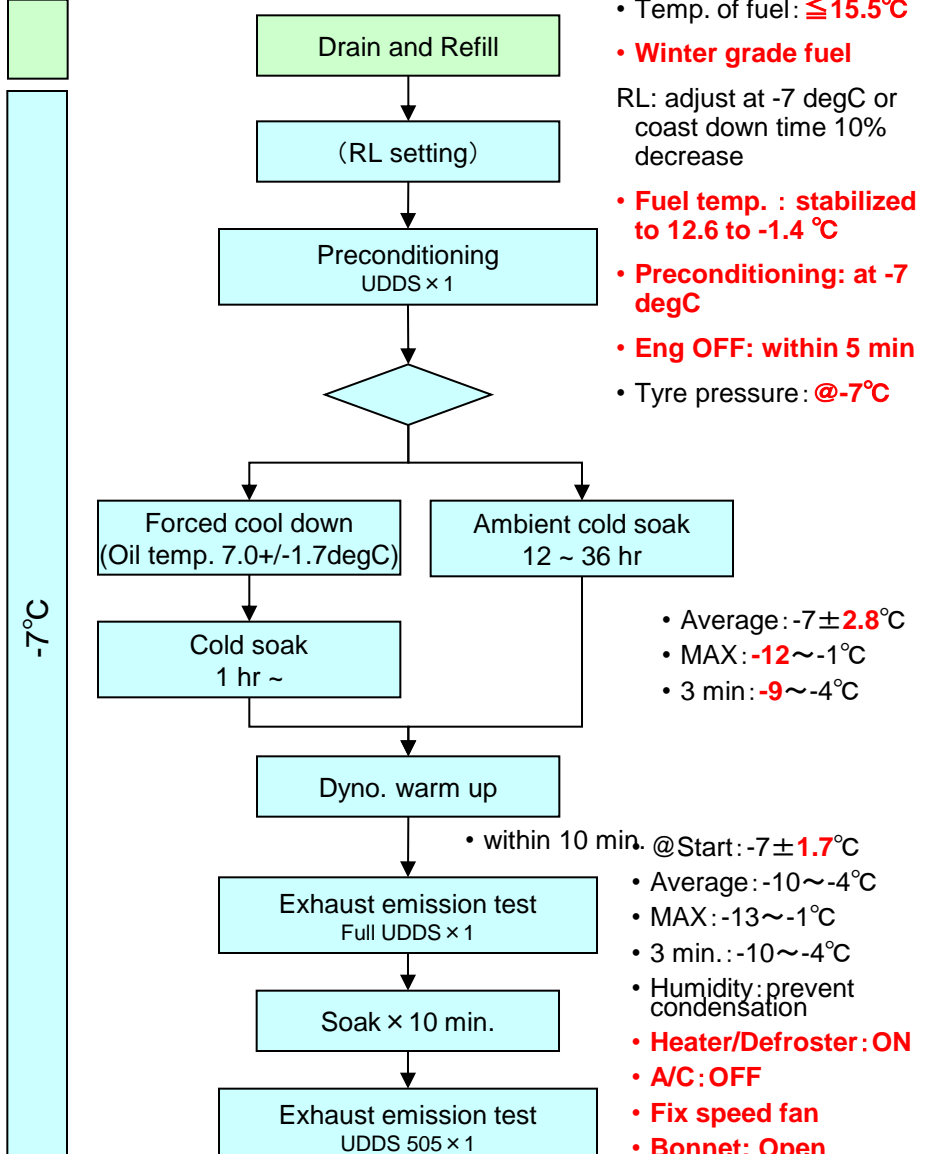 • Temp. of fuel：≦15.5℃
Drain and Refill
• Winter grade fuel
RL: adjust at -7 degC or
coast down time 10%
decrease
（RL setting）
• Fuel temp. : stabilized
to 12.6 to -1.4 ℃
Preconditioning
UDDS×1
• Preconditioning: at -7
degC
• Eng OFF: within 5 min
• Tyre pressure：@-7℃
Forced cool down
(Oil temp. 7.0+/-1.7degC)
Ambient cold soak
12 ~ 36 hr
-7℃
Cold soak
1 hr ~
• Average：-7±2.8℃
• MAX：-12～-1℃
• 3 min：-9～-4℃
Dyno. warm up
• within 10 min.
• @Start：-7±1.7℃
• Average：-10～-4℃
• MAX：-13～-1℃
• 3 min.：-10～-4℃
• Humidity：prevent
condensation
Exhaust emission test
Full UDDS×1
Soak×10 min.
• Heater/Defroster：ON
• A/C：OFF
• Fix speed fan
• Bonnet: Open
Exhaust emission test
UDDS 505×1